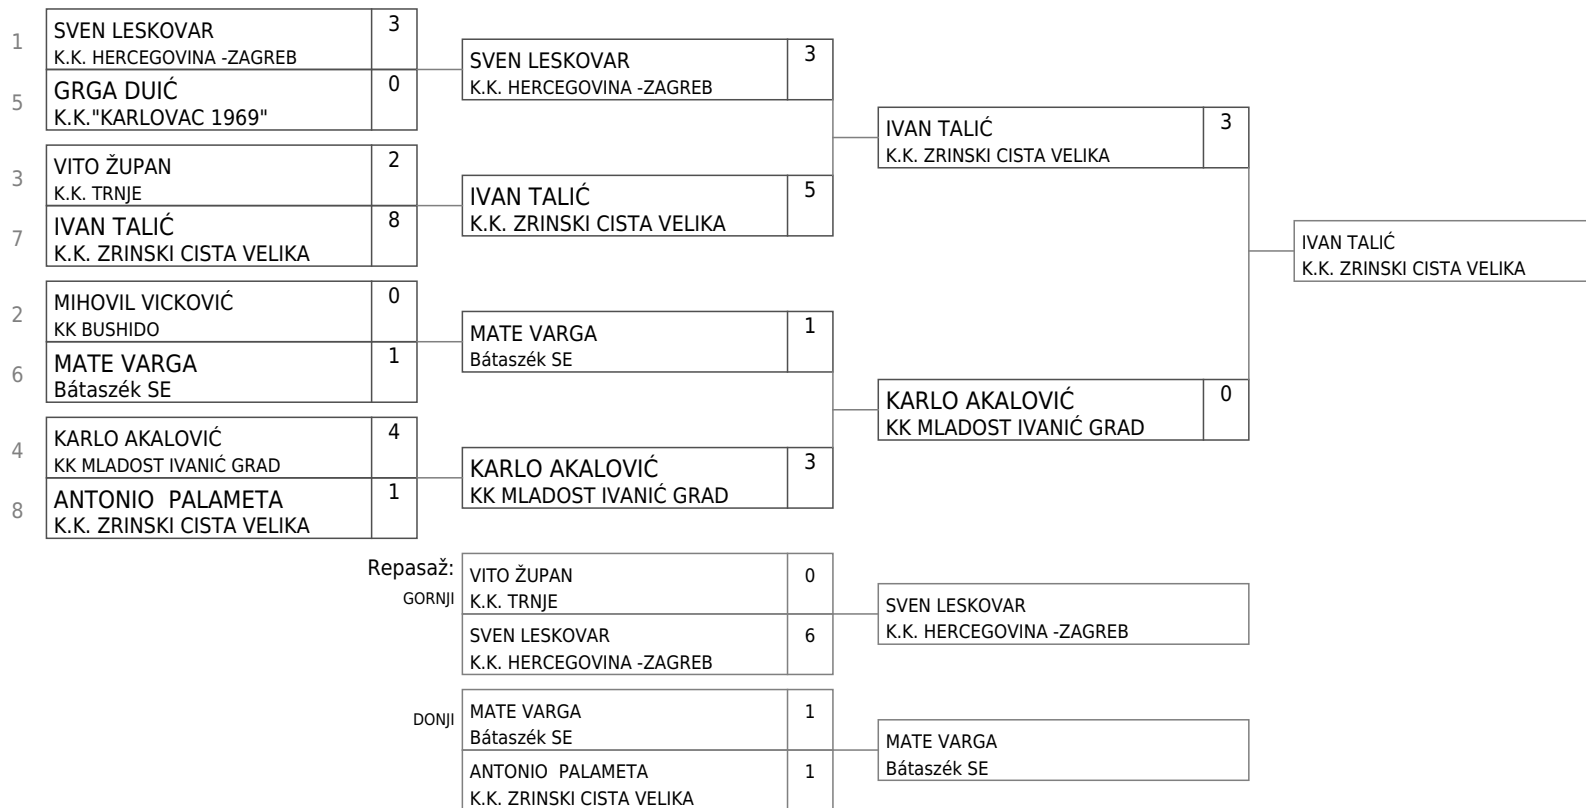 1
SVEN LESKOVAR
K.K. HERCEGOVINA -ZAGREB
3
5
GRGA DUIĆ
K.K."KARLOVAC 1969"
0
3
VITO ŽUPAN
K.K. TRNJE
2
7
IVAN TALIĆ
K.K. ZRINSKI CISTA VELIKA
8
2
MIHOVIL VICKOVIĆ
KK BUSHIDO
0
6
MATE VARGA
Bátaszék SE
1
4
KARLO AKALOVIĆ
KK MLADOST IVANIĆ GRAD
4
8
ANTONIO  PALAMETA
K.K. ZRINSKI CISTA VELIKA
1
SVEN LESKOVAR
K.K. HERCEGOVINA -ZAGREB
3
IVAN TALIĆ
K.K. ZRINSKI CISTA VELIKA
5
MATE VARGA
Bátaszék SE
1
KARLO AKALOVIĆ
KK MLADOST IVANIĆ GRAD
3
IVAN TALIĆ
K.K. ZRINSKI CISTA VELIKA
3
KARLO AKALOVIĆ
KK MLADOST IVANIĆ GRAD
0
IVAN TALIĆ
K.K. ZRINSKI CISTA VELIKA
Repasaž:
GORNJI
VITO ŽUPAN
K.K. TRNJE
0
SVEN LESKOVAR
K.K. HERCEGOVINA -ZAGREB
6
SVEN LESKOVAR
K.K. HERCEGOVINA -ZAGREB
DONJI
MATE VARGA
Bátaszék SE
1
ANTONIO  PALAMETA
K.K. ZRINSKI CISTA VELIKA
1
MATE VARGA
Bátaszék SE